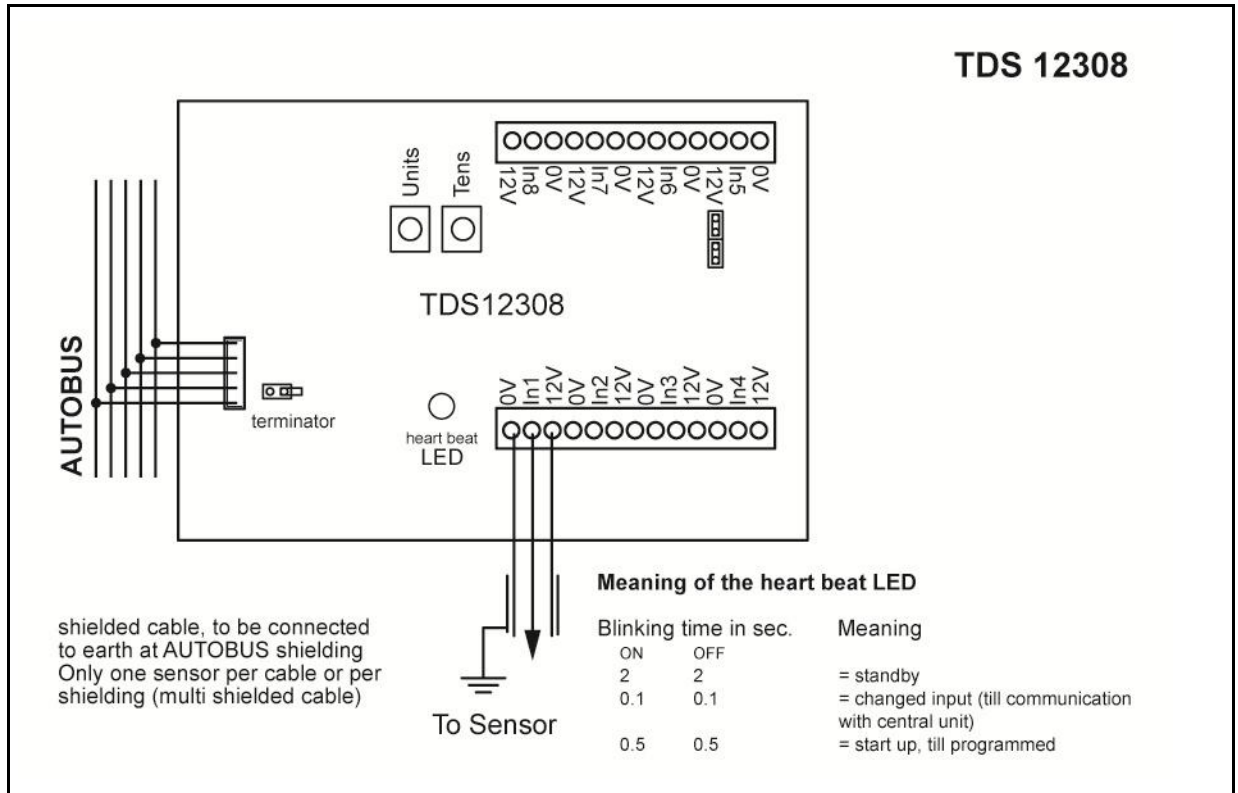 TDS 12308
Units
Tens
12V In8 0V 12V In7 0V 12V In6 0V 12V In5 0V
TDS12308
AUTOBUS
terminator
heart beat
LED
0V In1 12V 0V In2 12V 0V In3 12V 0V In4 12V
shielded cable, to be connected
to earth at AUTOBUS shielding
Only one sensor per cable or per
shielding (multi shielded cable)
To Sensor
Meaning of the heart beat LED
Blinking time in sec. Meaning
ON OFF
2 2 = standby
0.1 0.1 = changed input (till communication
with central unit)
0.5 0.5 = start up, till programmed